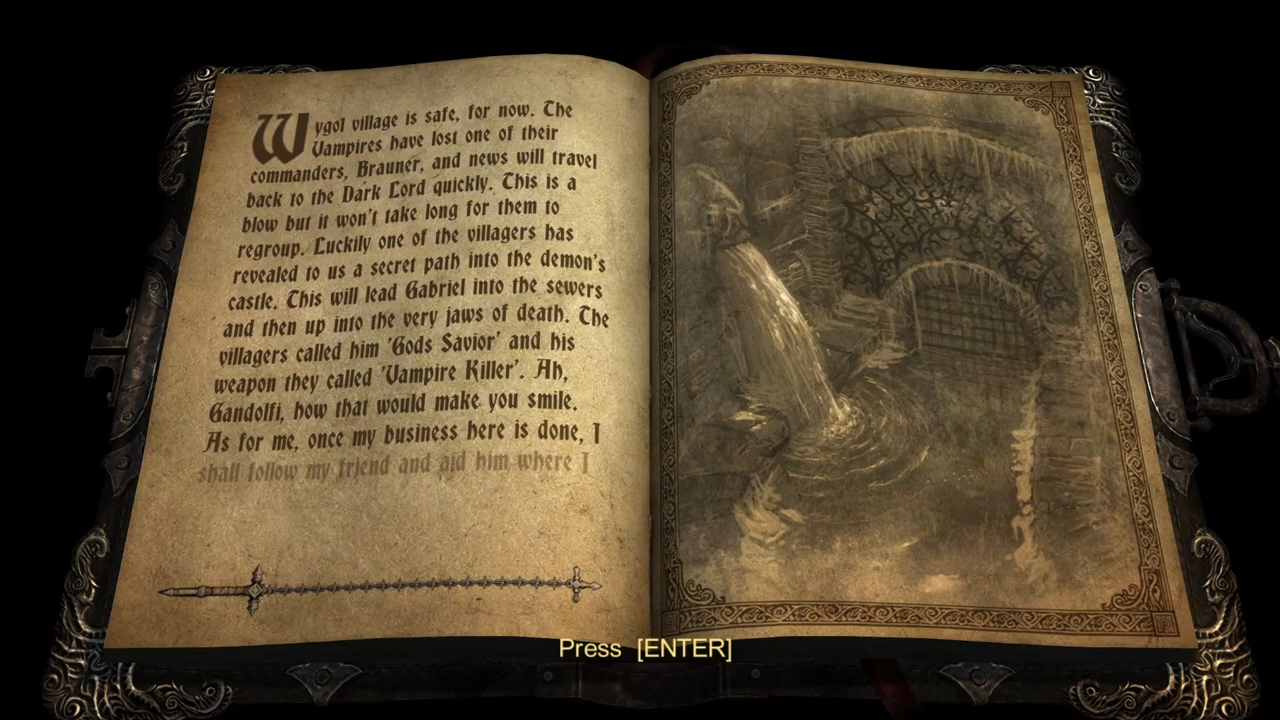 Wygol village is safe, for now. The
Vampires have lost one of their
commanders, Brauner, and news will travel
back to the Dark Lord quickly. This is a
blow but it won't take long for them to
regroup. Luckily one of the villagers has
revealed to us a secret path into the demon's
castle. This will lead Gabriel into the sewers
and then up into the very jaws of death. The
villagers called him 'Gods Savior' and his
weapon they called 'Vampire Killer'. Ah,
Gandolfi, how that would make you smile.
As for me, once my business here is done, I
shall follow my friend and aid him where I
Press [ENTER]